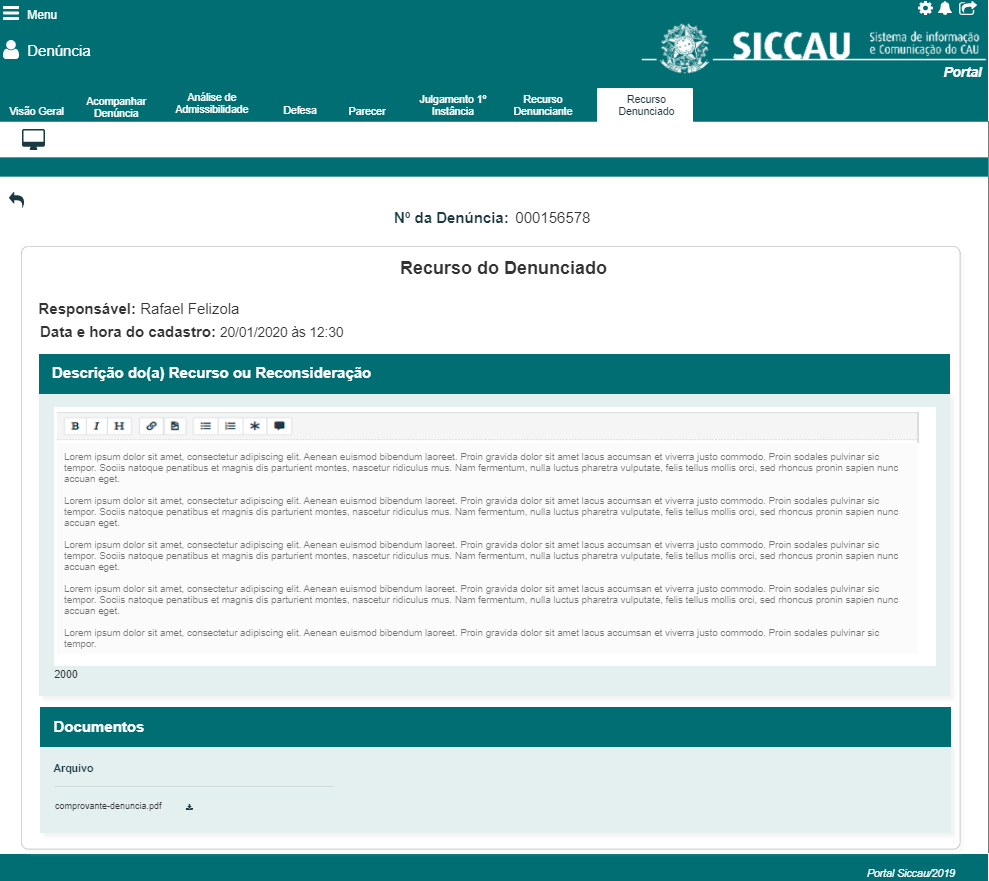 Menu
Denúncia
SICCAU
Sistema de informação
e Comunicação do CAU
Portal
Visão Geral
Acompanhar
Denúncia
Análise de
Admissibilidade
Defesa
Parecer
Julgamento 1º
Instância
Recurso
Denunciante
Recurso
Denunciado
Nº da Denúncia: 000156578
Recurso do Denunciado
Responsável: Rafael Felizola
Data e hora do cadastro: 20/01/2020 às 12:30
Descrição do(a) Recurso ou Reconsideração
B I H
Lorem ipsum dolor sit amet, consectetur adipiscing elit. Aenean euismod bibendum laoreet. Proin gravida dolor sit amet lacus accumsan et viverra justo commodo. Proin sodales pulvinar sic
tempor. Sociis natoque penatibus et magnis dis parturient montes, nascetur ridiculus mus. Nam fermentum, nulla luctus pharetra vulputate, felis tellus mollis orci, sed rhoncus pronin sapien nunc
accuan eget.
Lorem ipsum dolor sit amet, consectetur adipiscing elit. Aenean euismod bibendum laoreet. Proin gravida dolor sit amet lacus accumsan et viverra justo commodo. Proin sodales pulvinar sic
tempor. Sociis natoque penatibus et magnis dis parturient montes, nascetur ridiculus mus. Nam fermentum, nulla luctus pharetra vulputate, felis tellus mollis orci, sed rhoncus pronin sapien nunc
accuan eget.
Lorem ipsum dolor sit amet, consectetur adipiscing elit. Aenean euismod bibendum laoreet. Proin gravida dolor sit amet lacus accumsan et viverra justo commodo. Proin sodales pulvinar sic
tempor. Sociis natoque penatibus et magnis dis parturient montes, nascetur ridiculus mus. Nam fermentum, nulla luctus pharetra vulputate, felis tellus mollis orci, sed rhoncus pronin sapien nunc
accuan eget.
Lorem ipsum dolor sit amet, consectetur adipiscing elit. Aenean euismod bibendum laoreet. Proin gravida dolor sit amet lacus accumsan et viverra justo commodo. Proin sodales pulvinar sic
tempor. Sociis natoque penatibus et magnis dis parturient montes, nascetur ridiculus mus. Nam fermentum, nulla luctus pharetra vulputate, felis tellus mollis orci, sed rhoncus pronin sapien nunc
accuan eget.
Lorem ipsum dolor sit amet, consectetur adipiscing elit. Aenean euismod bibendum laoreet. Proin gravida dolor sit amet lacus accumsan et viverra justo commodo. Proin sodales pulvinar sic
tempor.
2000
Documentos
Arquivo
comprovante-denuncia.pdf
Portal Siccau/2019